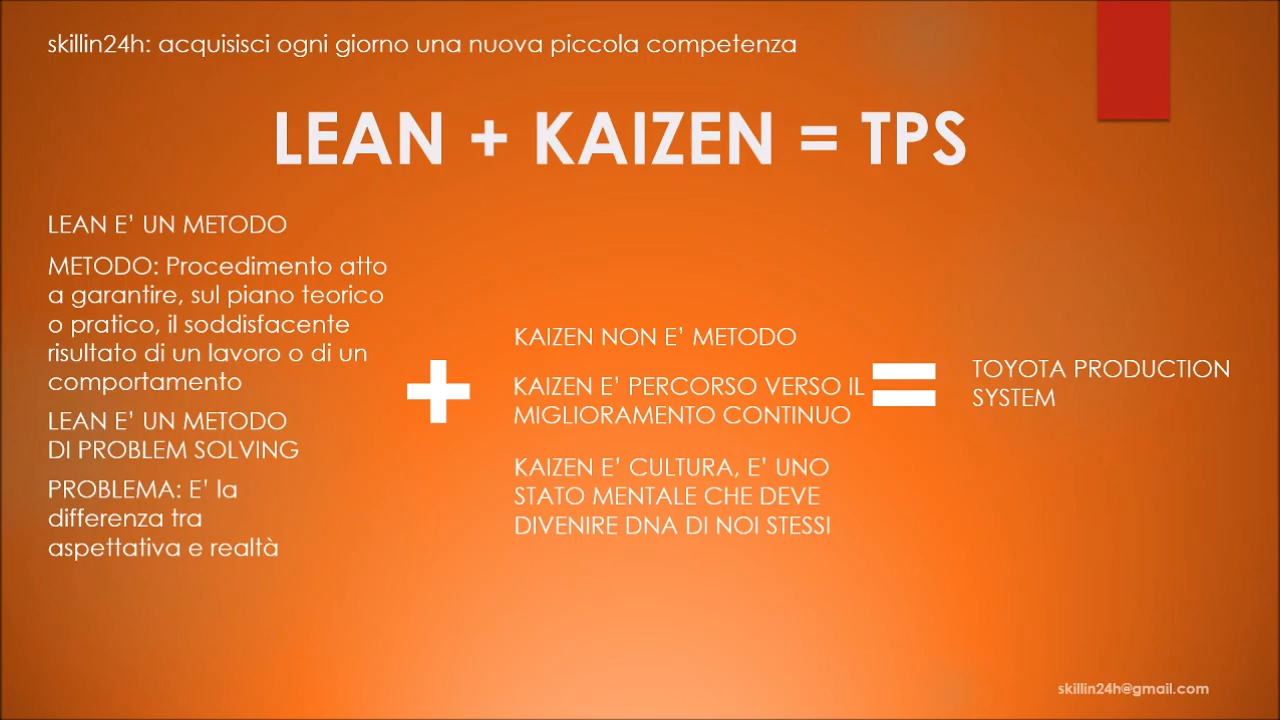 skillin24h: acquisisci ogni giorno una nuova piccola competenza
LEAN + KAIZEN = TPS
LEAN E’ UN METODO
METODO: Procedimento atto
a garantire, sul piano teorico
o pratico, il soddisfacente
risultato di un lavoro o di un
comportamento
LEAN E’ UN METODO
DI PROBLEM SOLVING
PROBLEMA: E’ la
differenza tra
aspettativa e realtà
+
KAIZEN NON E’ METODO
KAIZEN E’ PERCORSO VERSO IL
MIGLIORAMENTO CONTINUO
KAIZEN E’ CULTURA, E’ UNO
STATO MENTALE CHE DEVE
DIVENIRE DNA DI NOI STESSI
=
TOYOTA PRODUCTION
SYSTEM
skillin24h@gmail.com